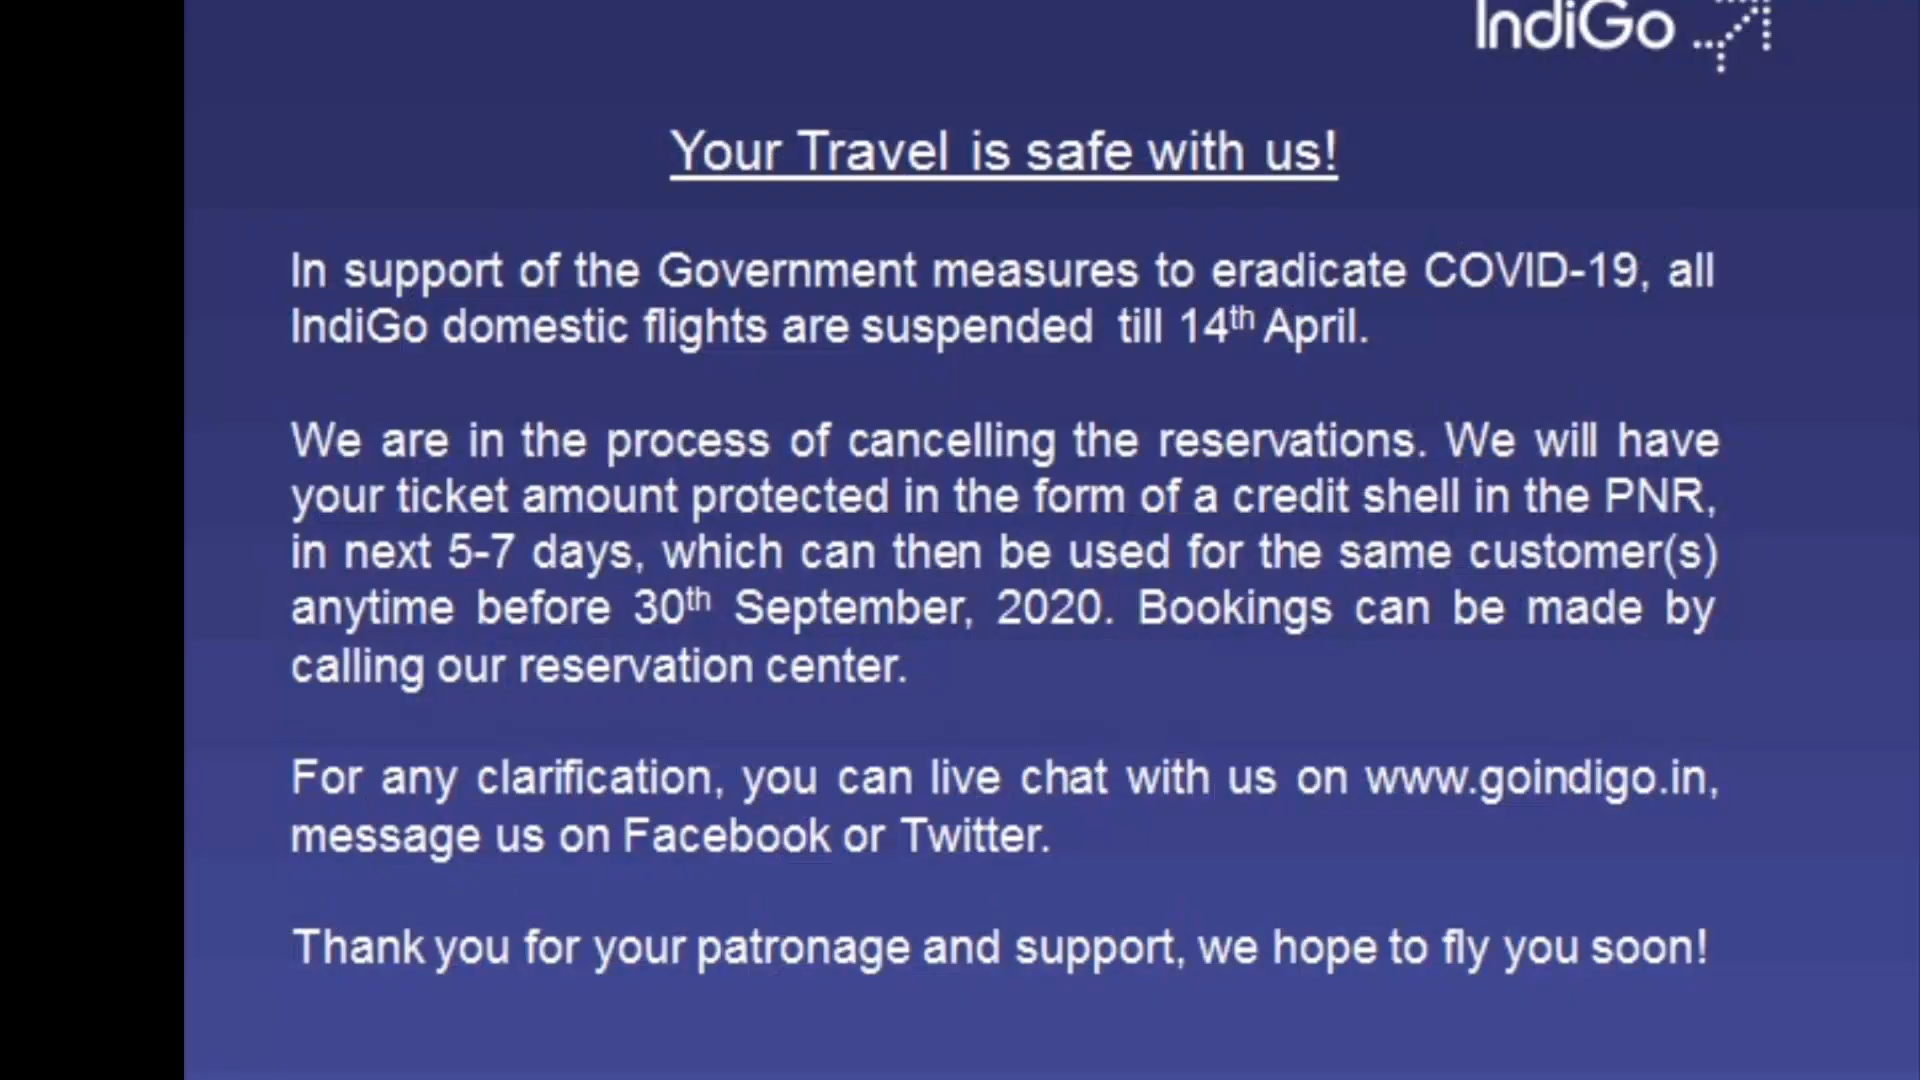 IndiGo
Your Travel is safe with us!
In support of the Government measures to eradicate COVID-19, all
IndiGo domestic flights are suspended till 14th April.
We are in the process of cancelling the reservations. We will have
your ticket amount protected in the form of a credit shell in the PNR,
in next 5-7 days, which can then be used for the same customer(s)
anytime before 30th September, 2020. Bookings can be made by
calling our reservation center.
For any clarification, you can live chat with us on www.goindigo.in,
message us on Facebook or Twitter.
Thank you for your patronage and support, we hope to fly you soon!